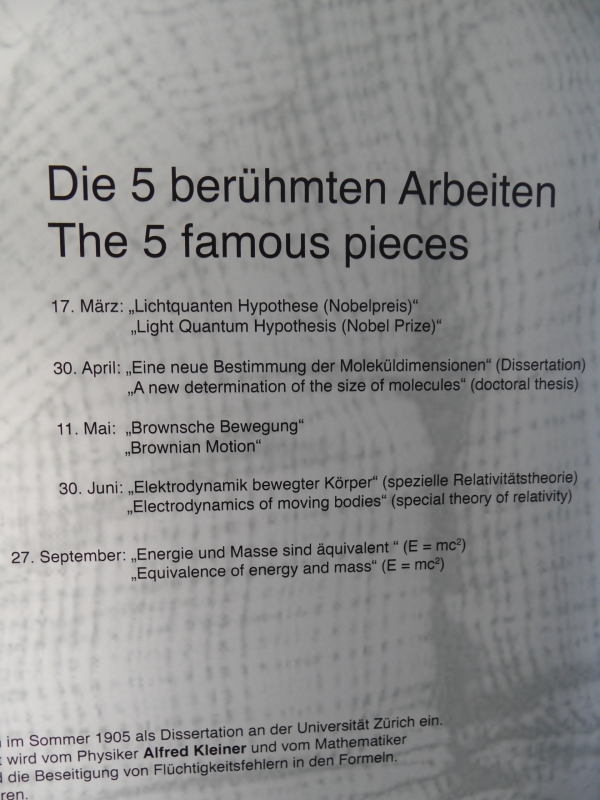 Die 5 berühmten Arbeiten
The 5 famous pieces
17. März: „Lichtquanten Hypothese (Nobelpreis)“
„Light Quantum Hypothesis (Nobel Prize)“
30. April: „Eine neue Bestimmung der Moleküldimensionen“ (Dissertation)
„A new determination of the size of molecules“ (doctoral thesis)
11. Mai: „Brownsche Bewegung“
„Brownian Motion“
30. Juni: „Elektrodynamik bewegter Körper“ (spezielle Relativitätstheorie)
„Electrodynamics of moving bodies“ (special theory of relativity)
27. September: „Energie und Masse sind äquivalent “ (E = mc²)
„Equivalence of energy and mass“ (E = mc²)
im Sommer 1905 als Dissertation an der Universität Zürich ein.
wird vom Physiker Alfred Kleiner und vom Mathematiker
die Beseitigung von Flüchtigkeitsfehlern in den Formeln.